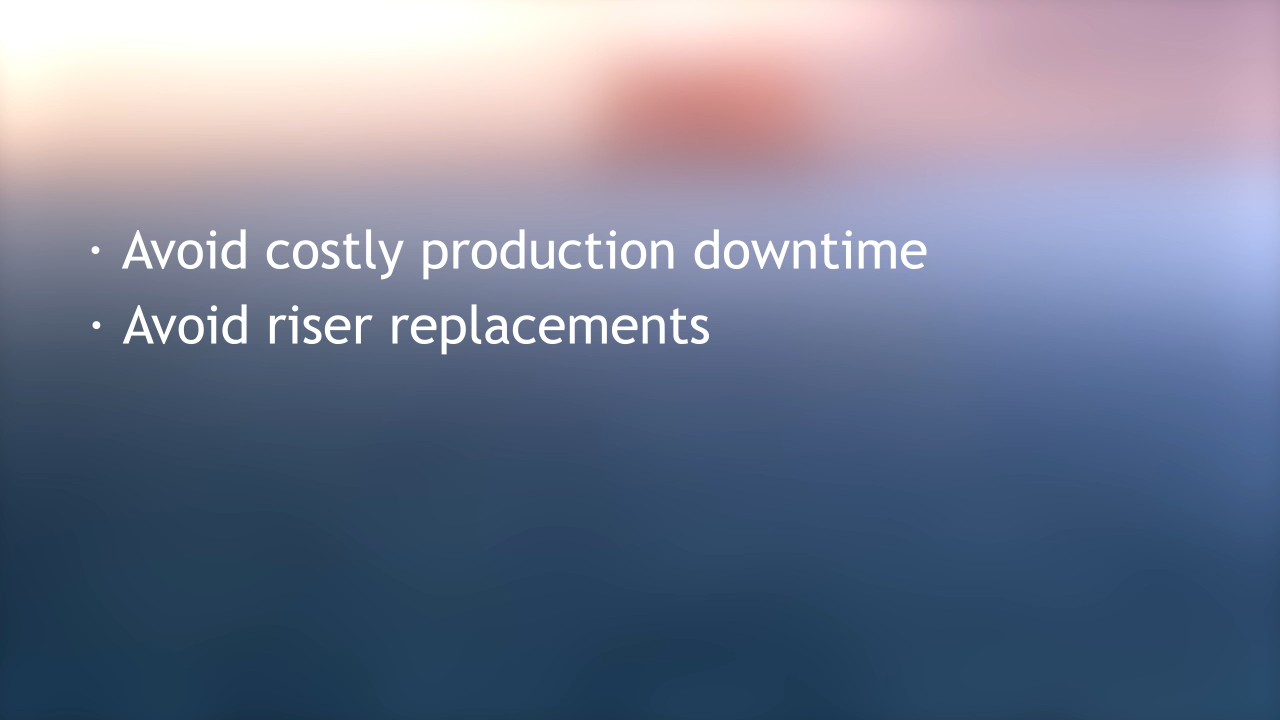 · Avoid costly production downtime
· Avoid riser replacements